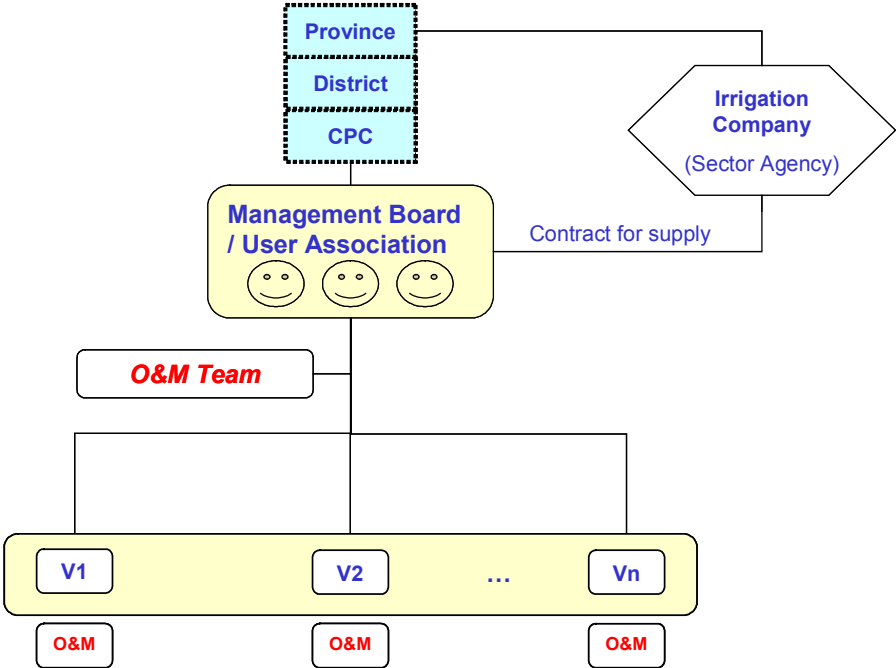 Province
District
CPC
Irrigation
Company
(Sector Agency)
Management Board
/ User Association
Contract for supply
O&M Team
V1
V2
...
Vn
O&M
O&M
O&M